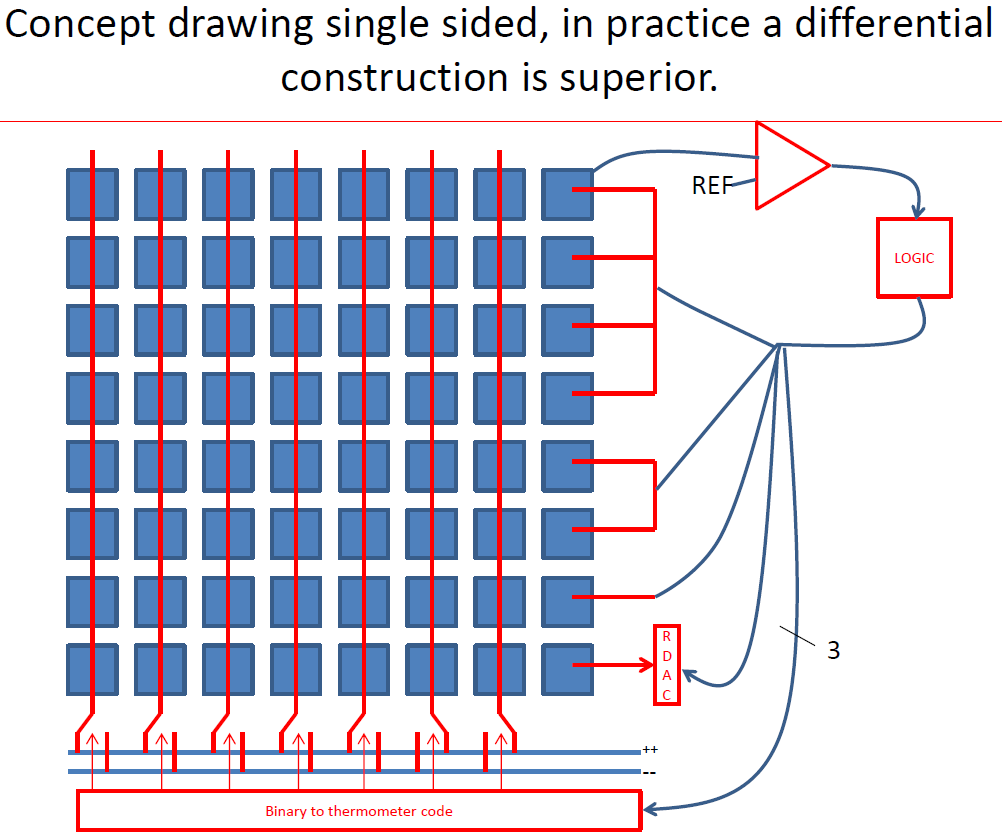 Concept drawing single sided, in practice a differential
construction is superior.
REF
LOGIC
3
R
D
A
C
++
--
Binary to thermometer code